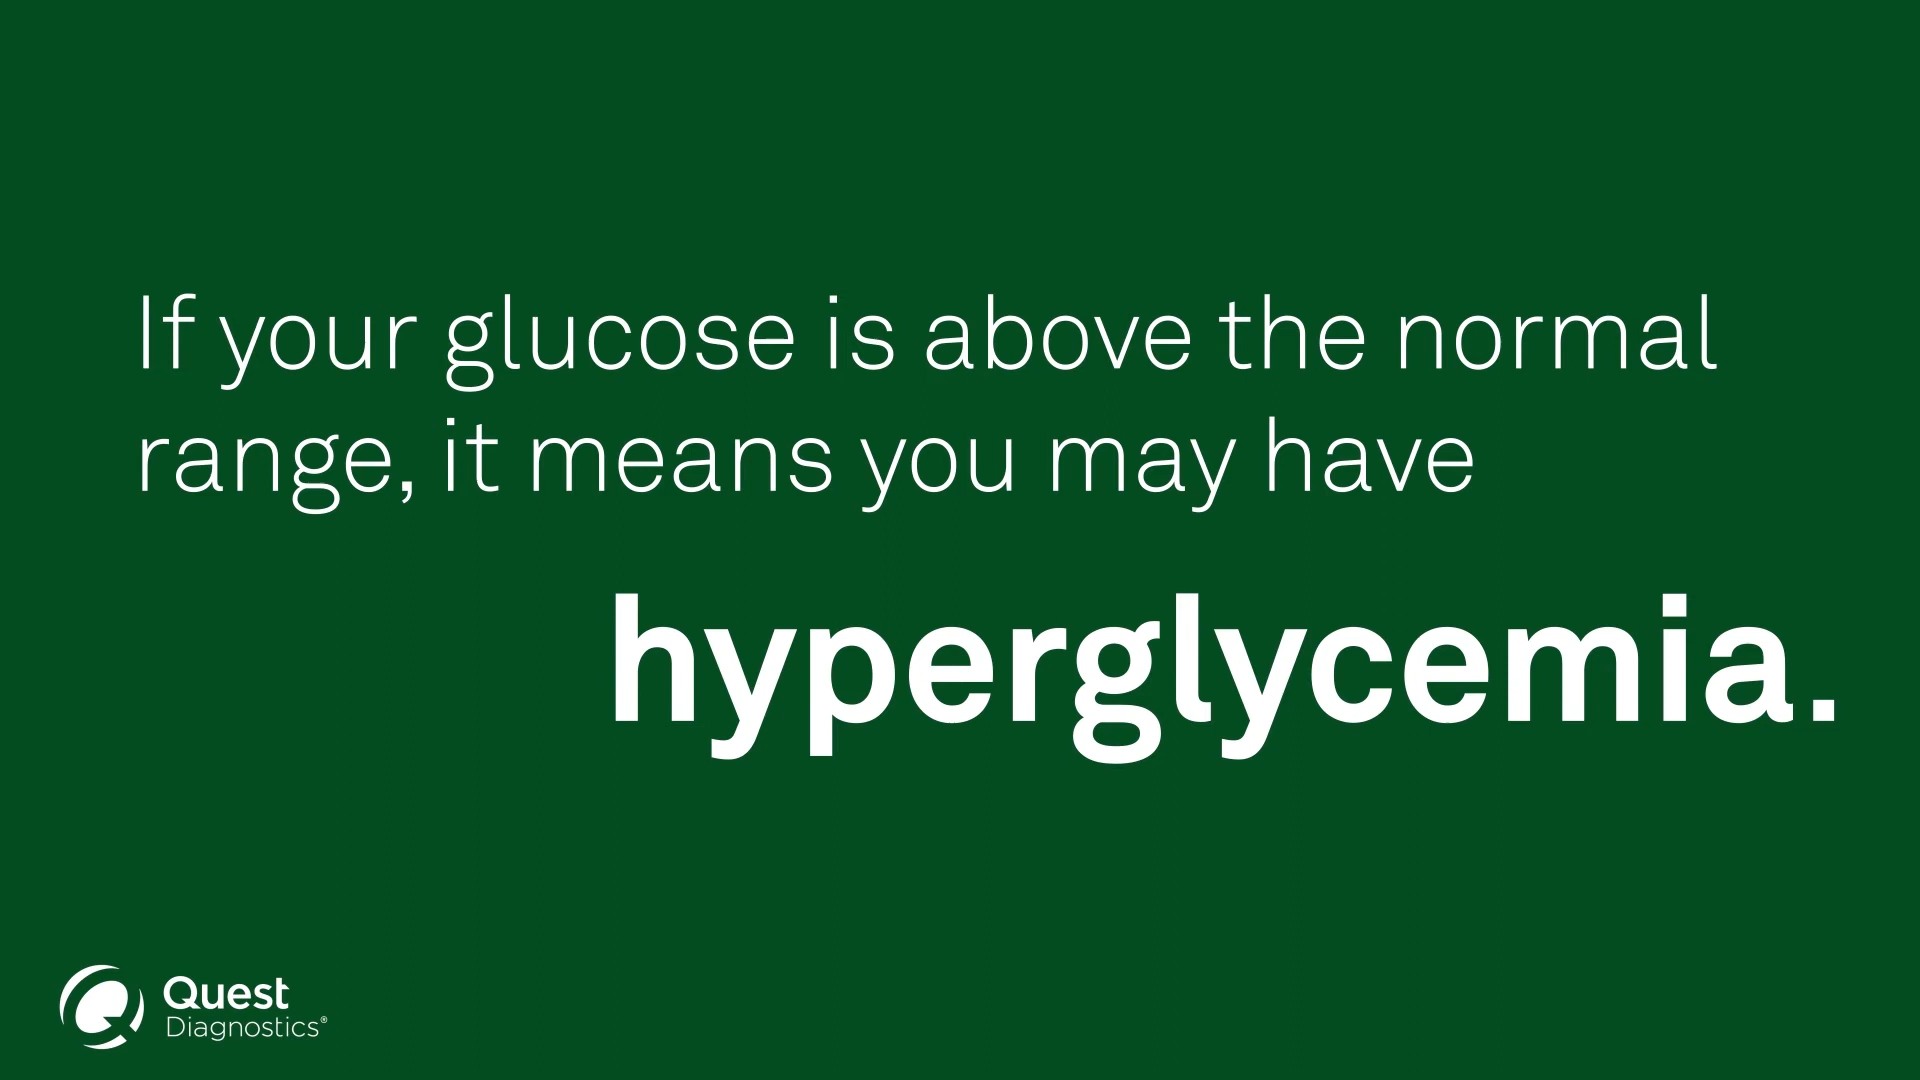 If your glucose is above the normal
range, it means you may have
hyperglycemia.
Quest
Diagnostics®